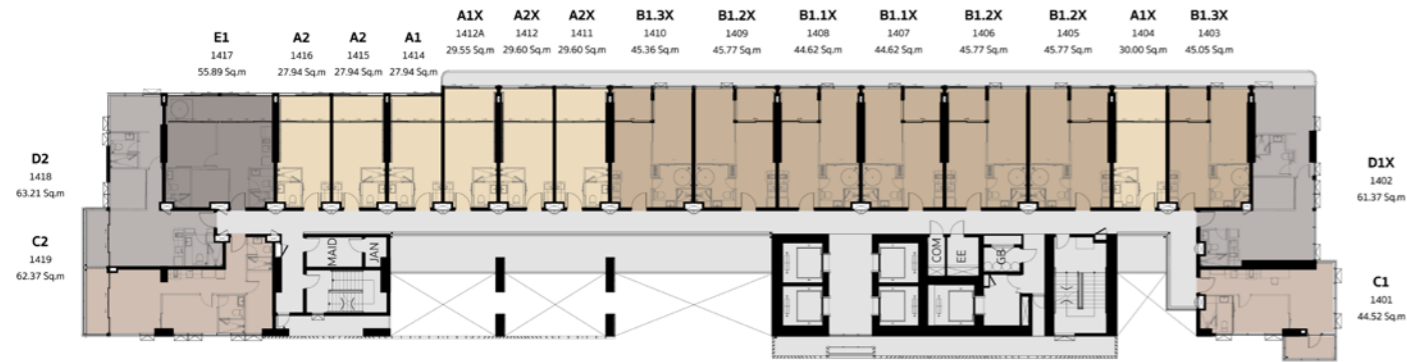 E1
1417
55.89 Sq.m
A2
1416
27.94 Sq.m
A2
1415
27.94 Sq.m
A1
1414
27.94 Sq.m
A1X
1412A
29.55 Sq.m
A2X
1412
29.60 Sq.m
A2X
1411
29.60 Sq.m
B1.3X
1410
45.36 Sq.m
B1.2X
1409
45.77 Sq.m
B1.1X
1408
44.62 Sq.m
B1.1X
1407
44.62 Sq.m
B1.2X
1406
45.77 Sq.m
B1.2X
1405
45.77 Sq.m
A1X
1404
30.00 Sq.m
B1.3X
1403
45.05 Sq.m
D2
1418
63.21 Sq.m
D1X
1402
61.37 Sq.m
C2
1419
62.37 Sq.m
MAID
JAN
COM
EE
GB
C1
1401
44.52 Sq.m